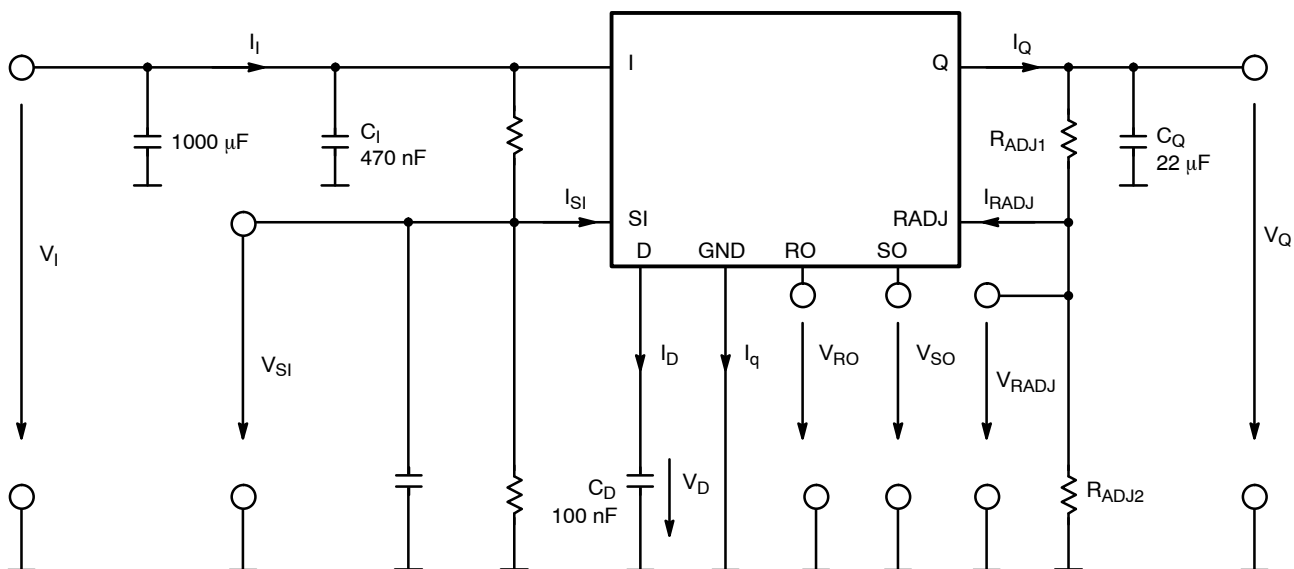 I_I
I
Q
I_Q
1000 μF
C_I
470 nF
R_ADJ1
C_Q
22 μF
I_SI
SI
RADJ
I_RADJ
V_I
D
GND
RO
SO
V_Q
V_SI
I_D
I_q
V_RO
V_SO
V_RADJ
C_D
100 nF
V_D
R_ADJ2